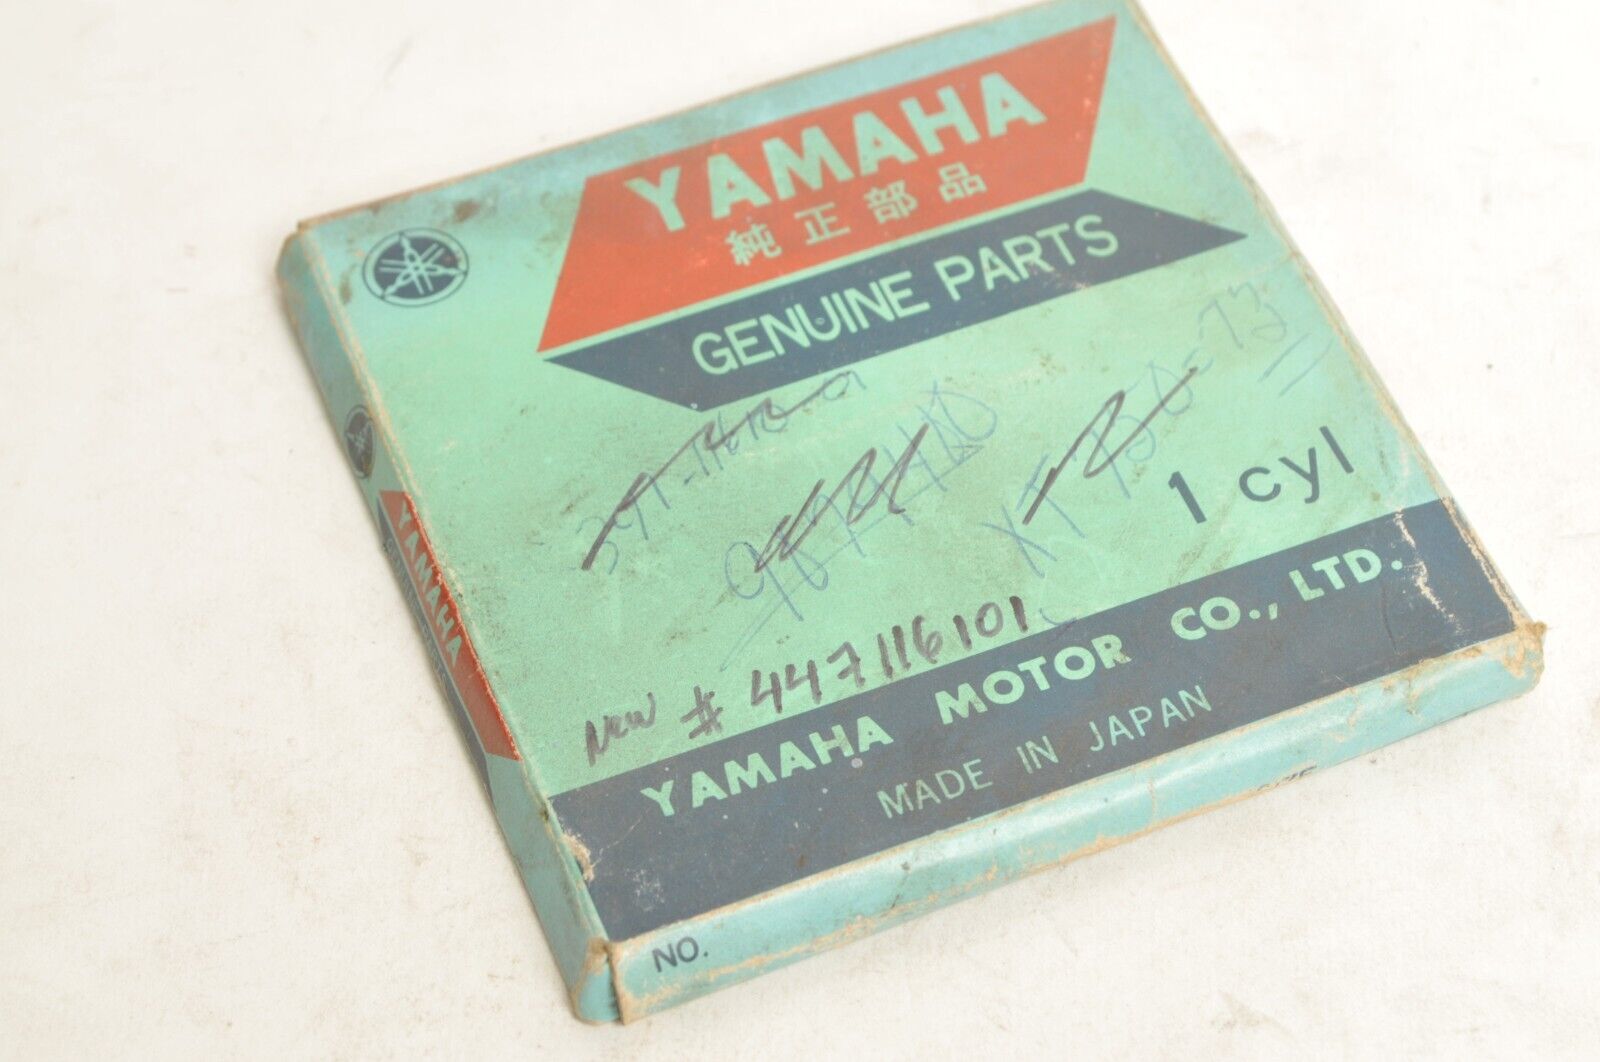 YAMAHA
純正部品
GENUINE PARTS
1 cyl
New # 447116101
YAMAHA MOTOR CO., LTD.
MADE IN JAPAN
YAMAHA
NO.